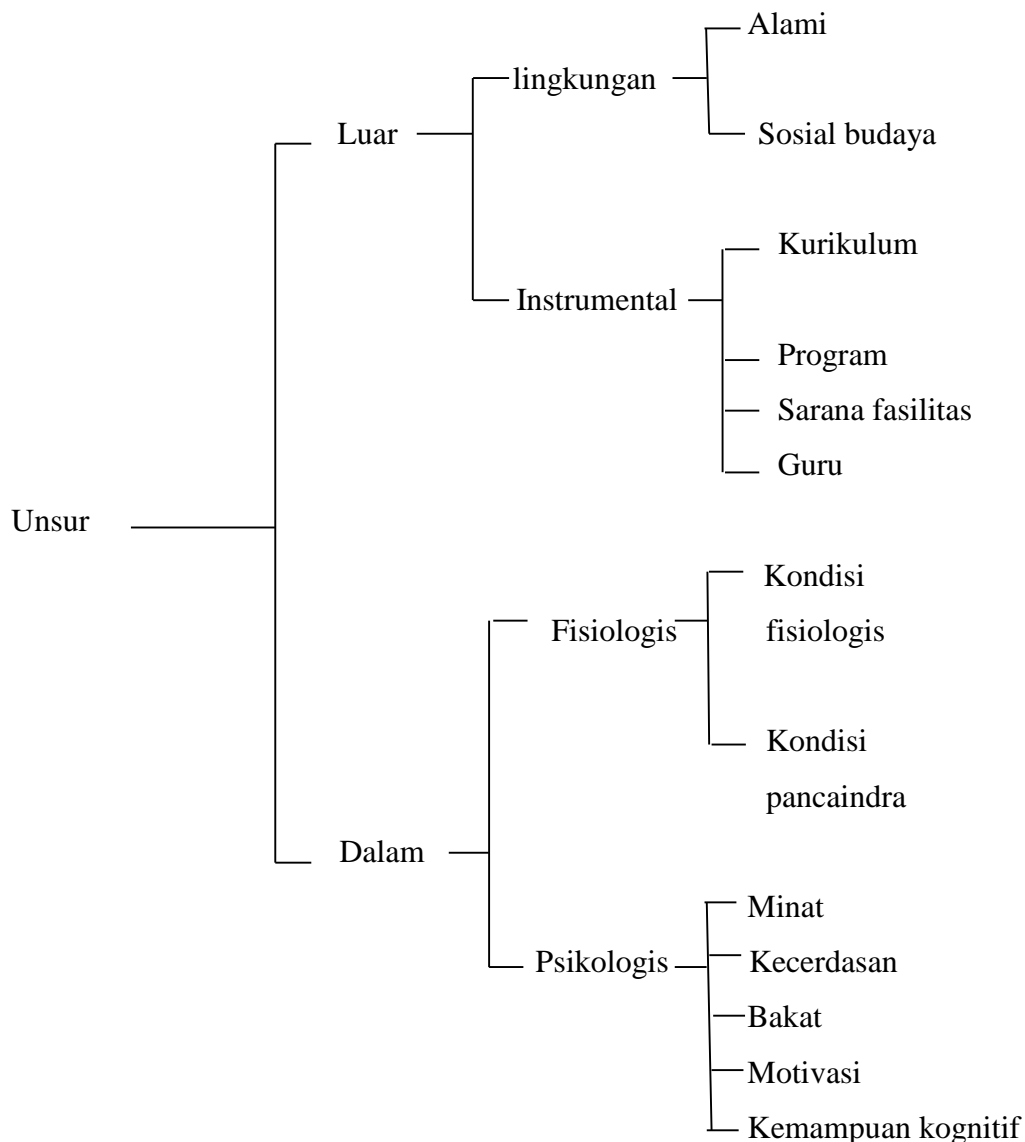 Alami
lingkungan
Luar
Sosial budaya
Kurikulum
Instrumental
Program
Sarana fasilitas
Guru
Unsur
Kondisi
Fisiologis
fisiologis
Kondisi
pancaindra
Dalam
Minat
Psikologis
Kecerdasan
Bakat
Motivasi
Kemampuan kognitif